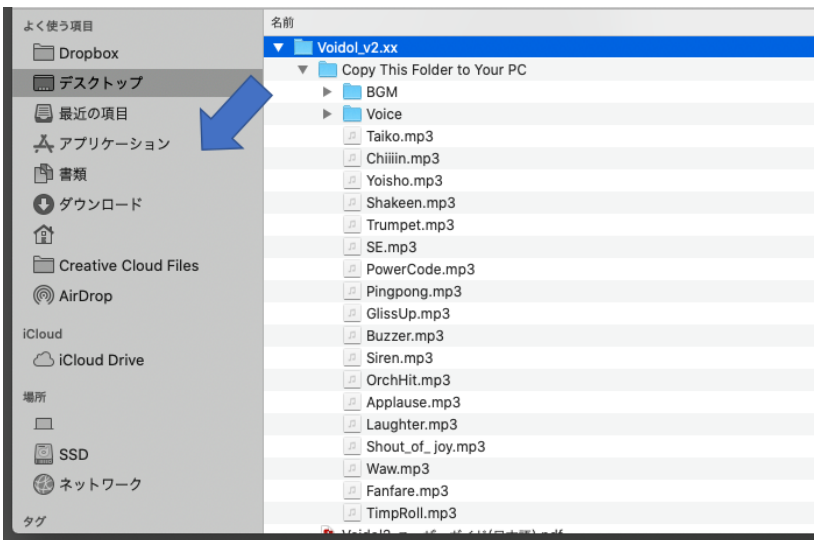 よく使う項目
Dropbox
デスクトップ
最近の項目
アプリケーション
書類
ダウンロード
Creative Cloud Files
AirDrop
iCloud
iCloud Drive
場所
SSD
ネットワーク
タグ
名前
Voidol_v2.xx
Copy This Folder to Your PC
BGM
Voice
Taiko.mp3
Chiiiin.mp3
Yoisho.mp3
Shakeen.mp3
Trumpet.mp3
SE.mp3
PowerCode.mp3
Pingpong.mp3
GlissUp.mp3
Buzzer.mp3
Siren.mp3
OrchHit.mp3
Applause.mp3
Laughter.mp3
Shout_of_ joy.mp3
Waw.mp3
Fanfare.mp3
TimpRoll.mp3